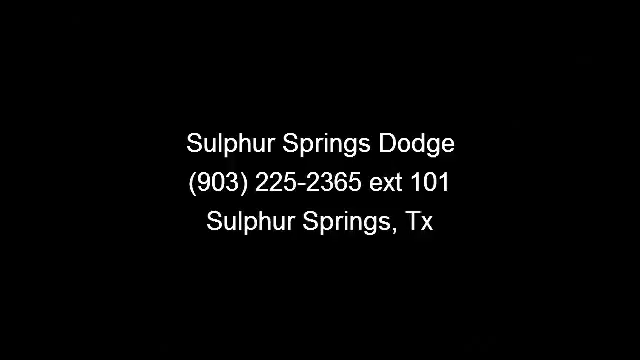 Sulphur Springs Dodge
(903) 225-2365 ext 101
Sulphur Springs, Tx